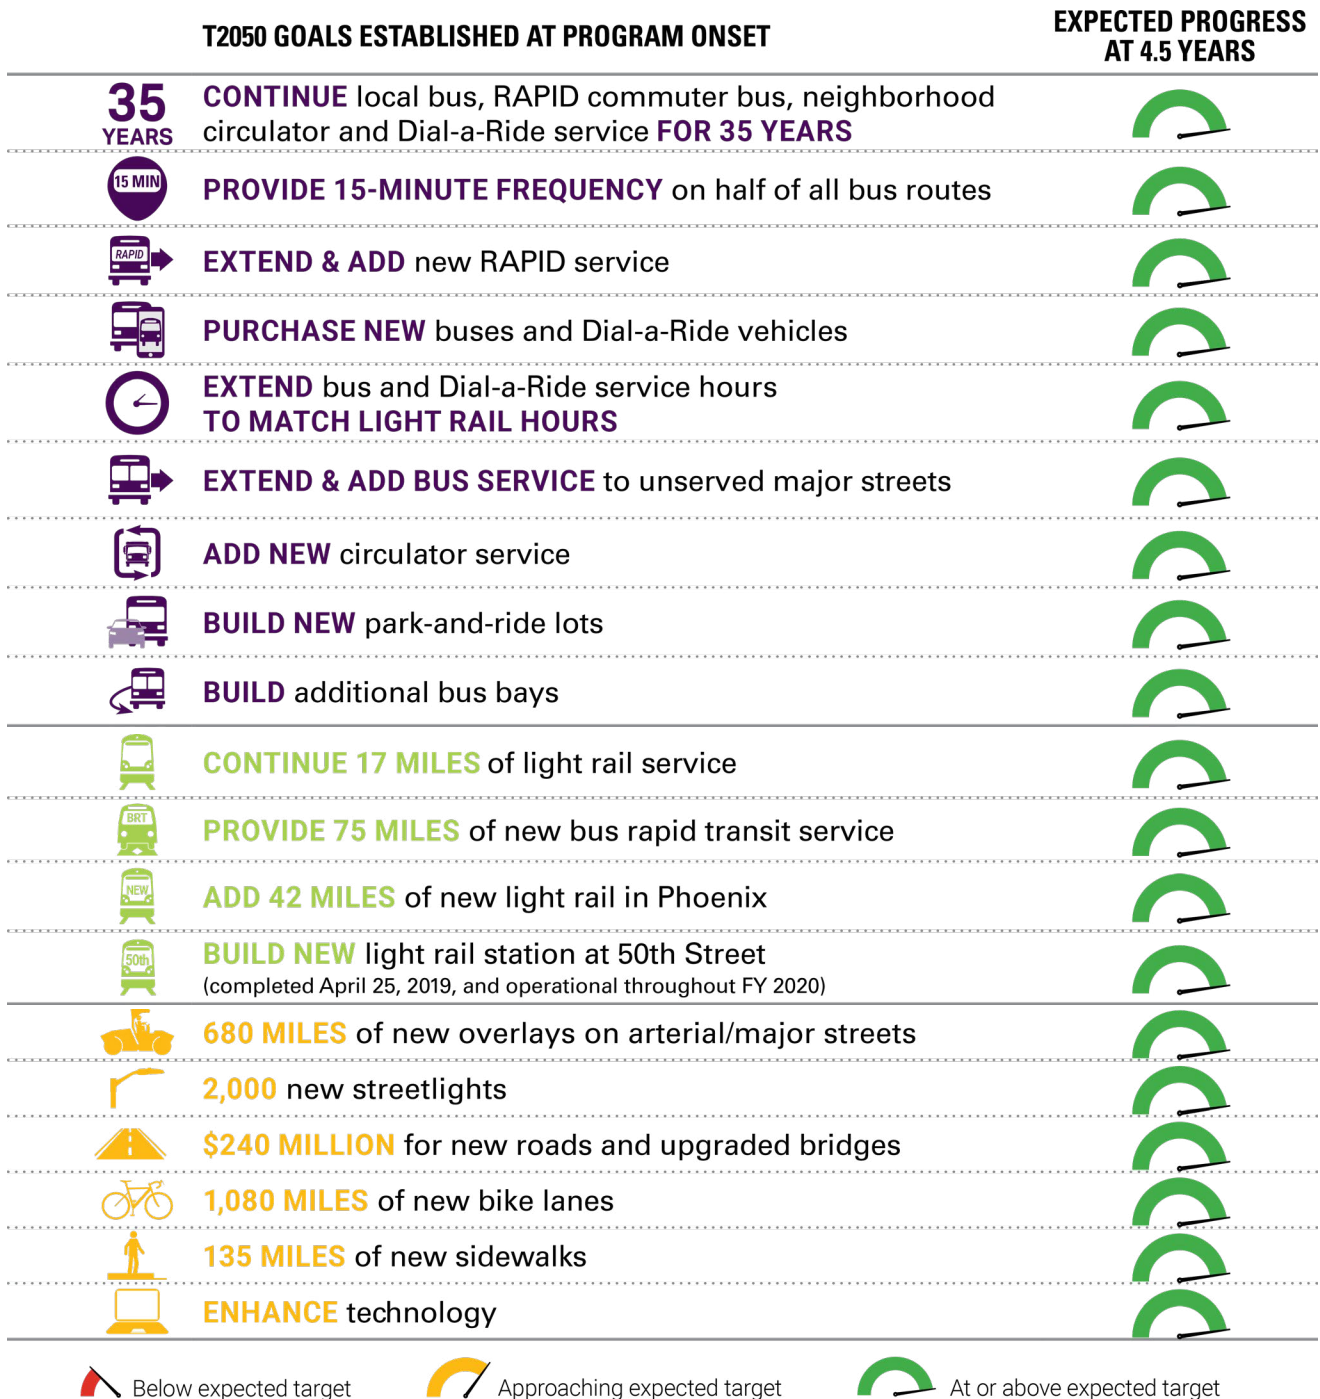 T2050 GOALS ESTABLISHED AT PROGRAM ONSET
EXPECTED PROGRESS
AT 4.5 YEARS
35
YEARS
CONTINUE local bus, RAPID commuter bus, neighborhood
circulator and Dial-a-Ride service FOR 35 YEARS
15 MIN
PROVIDE 15-MINUTE FREQUENCY on half of all bus routes
RAPID
EXTEND & ADD new RAPID service
PURCHASE NEW buses and Dial-a-Ride vehicles
EXTEND bus and Dial-a-Ride service hours
TO MATCH LIGHT RAIL HOURS
EXTEND & ADD BUS SERVICE to unserved major streets
ADD NEW circulator service
BUILD NEW park-and-ride lots
BUILD additional bus bays
CONTINUE 17 MILES of light rail service
BRT
PROVIDE 75 MILES of new bus rapid transit service
NEW
ADD 42 MILES of new light rail in Phoenix
50th
BUILD NEW light rail station at 50th Street
(completed April 25, 2019, and operational throughout FY 2020)
680 MILES of new overlays on arterial/major streets
2,000 new streetlights
$240 MILLION for new roads and upgraded bridges
1,080 MILES of new bike lanes
135 MILES of new sidewalks
ENHANCE technology
Below expected target
Approaching expected target
At or above expected target